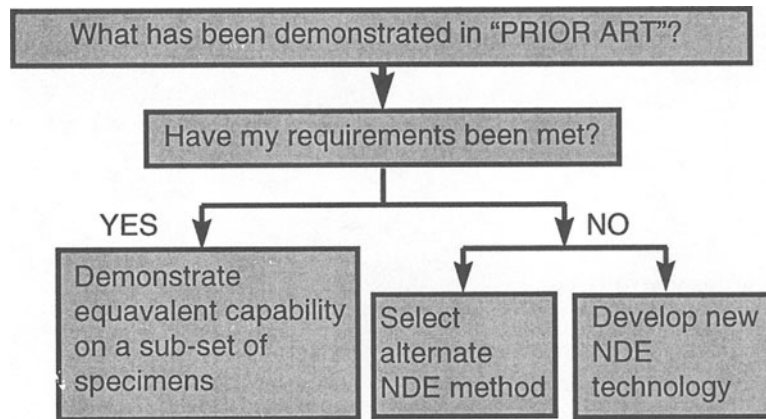 What has been demonstrated in “PRIOR ART”?
Have my requirements been met?
YES
NO
Demonstrate
equavalent capability
on a sub-set of
specimens
Select
alternate
NDE method
Develop new
NDE
technology